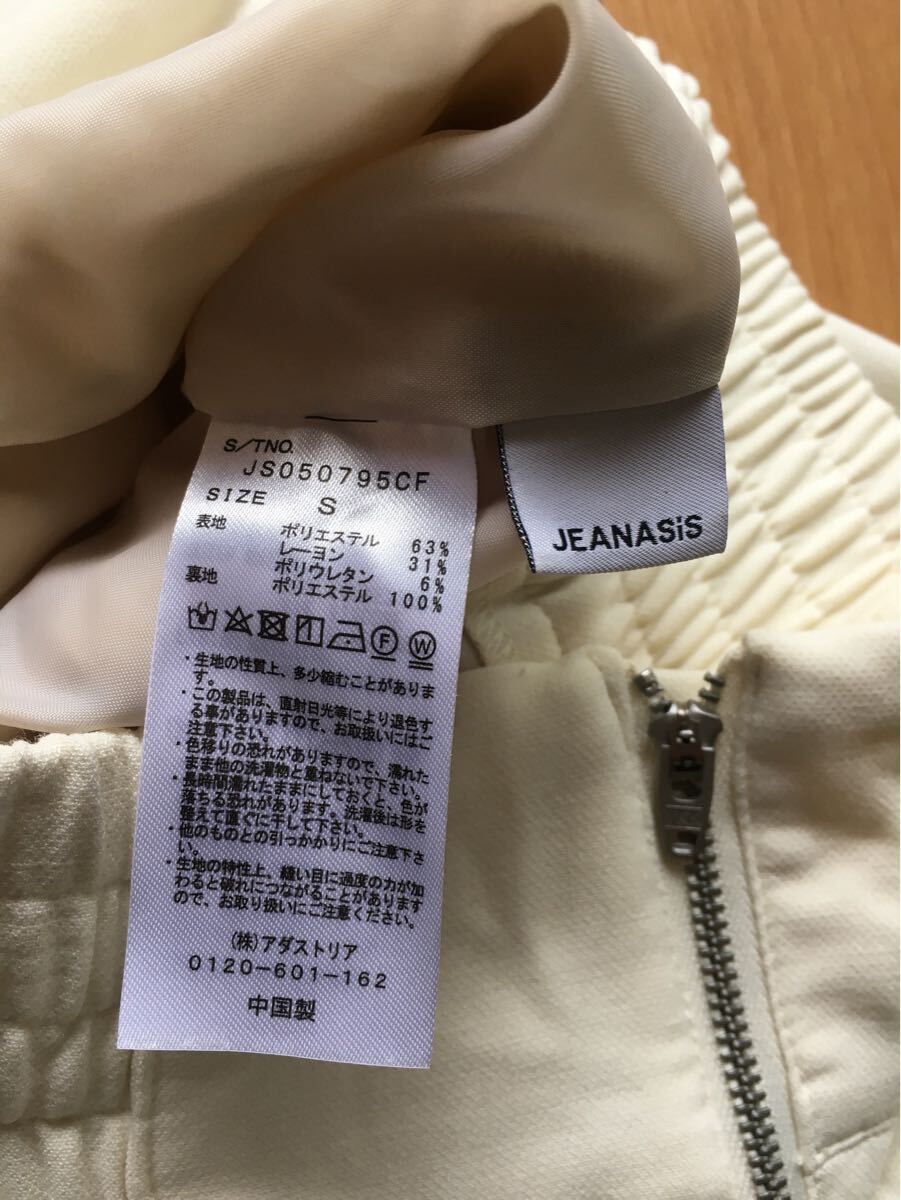 S/TNO.
JS050795CF
SIZE S
表地 ポリエステル 63%
レーヨン 31%
ポリウレタン 6%
裏地 ポリエステル 100%
F W
・生地の性質上、多少縮むことがありま
す。
・この製品は、直射日光等により退色す
る事がありますので、お取扱いにはご
注意下さい。
・色移りの恐れがありますので、濡れた
まま他の洗濯物と重ねないで下さい。
・長時間濡れたままにしておくと、色が
落ちる恐れがあります。洗濯後は形を
整えて直ぐに干して下さい。
・他のものとの引っかかりにご注意下さ
い。
・生地の特性上、縫い目に過度の力が加
わると破れにつながることがあります
ので、お取り扱いにご注意ください。
(株)アダストリア
0120-601-162
中国製
JEANASiS